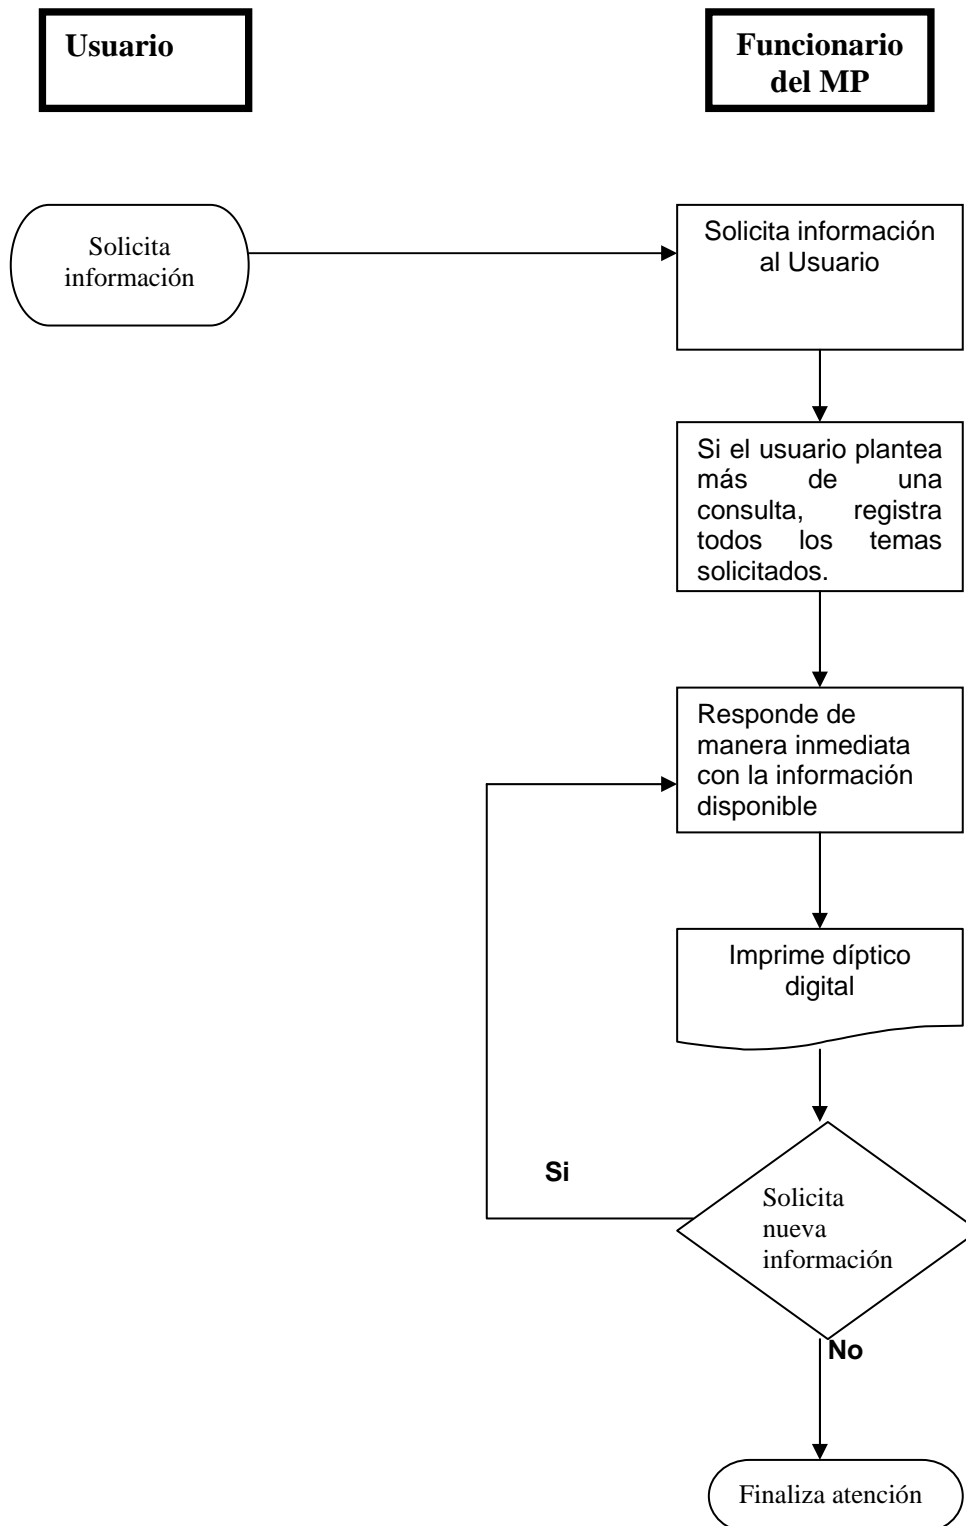 Usuario
Funcionario
del MP
Solicita
información
Solicita información
al Usuario
Si el usuario plantea
más de una
consulta, registra
todos los temas
solicitados.
Responde de
manera inmediata
con la información
disponible
Imprime díptico
digital
Si
Solicita
nueva
información
No
Finaliza atención